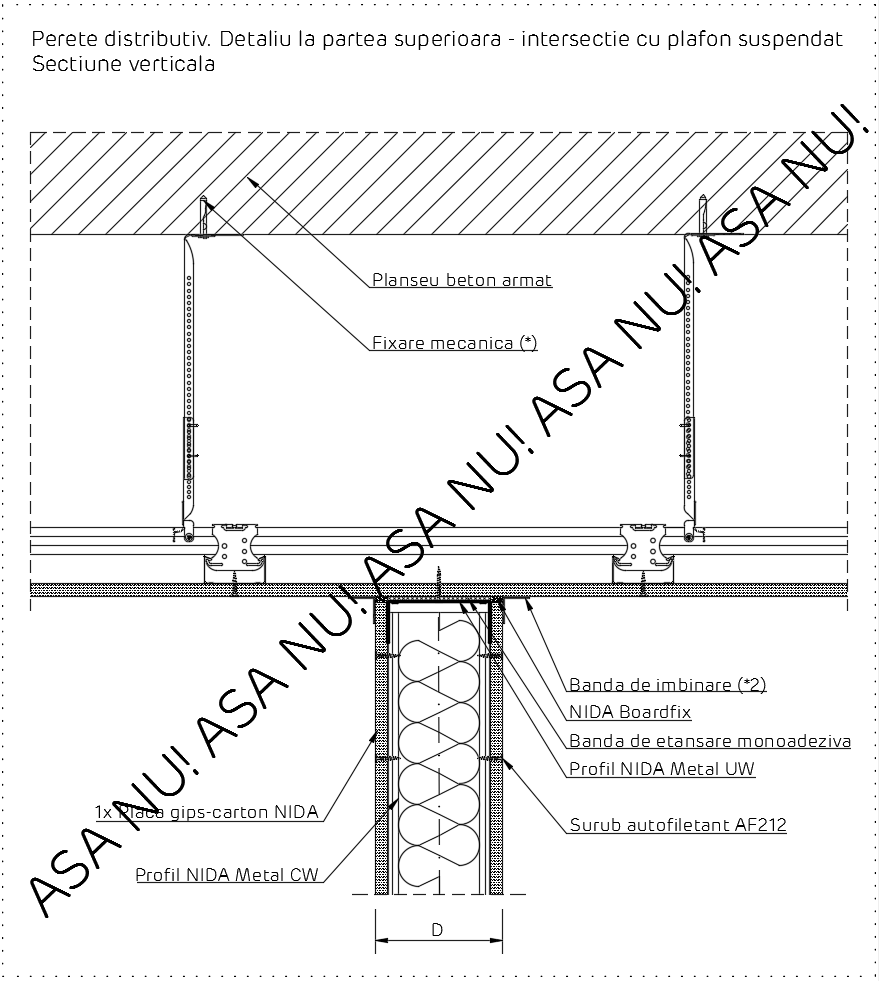 Perete distributiv. Detaliu la partea superioara - intersectie cu plafon suspendat
Sectiune verticala
ASA NU! ASA NU! ASA NU! ASA NU! ASA NU! ASA NU!
Planseu beton armat
Fixare mecanica (*)
Banda de imbinare (*2)
NIDA Boardfix
Banda de etansare monoadeziva
Profil NIDA Metal UW
1x Placa gips-carton NIDA
Surub autofiletant AF212
Profil NIDA Metal CW
D